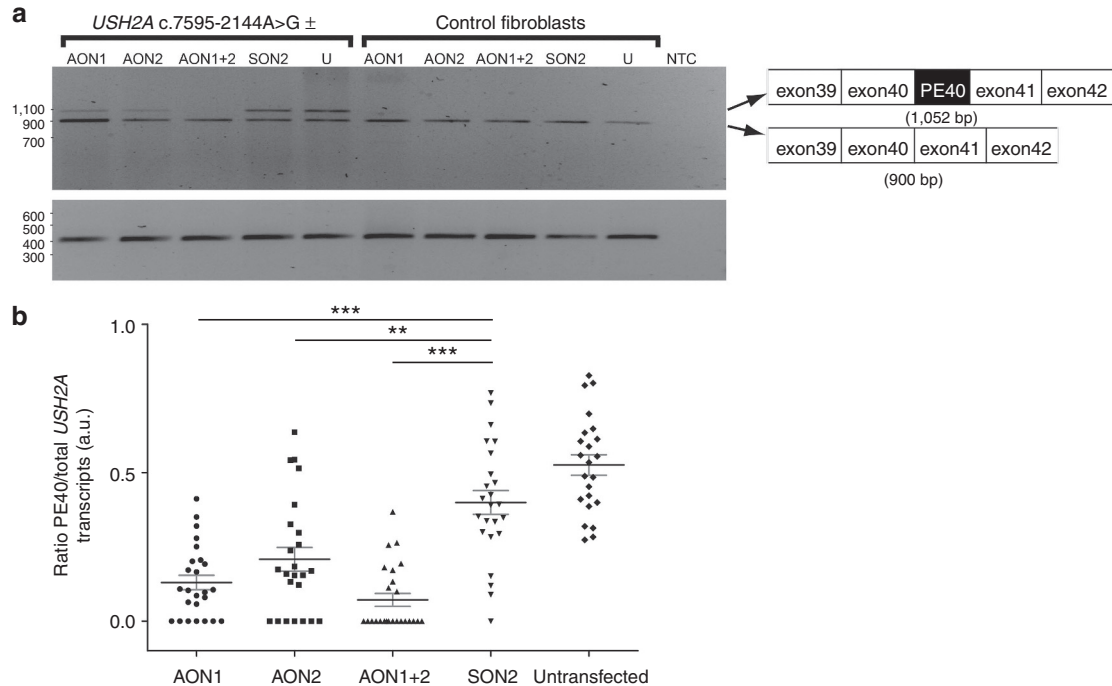 a
USH2A c.7595-2144A>G ±
Control fibroblasts
AON1 AON2 AON1+2 SON2 U AON1 AON2 AON1+2 SON2 U NTC
1,100
900
700
exon39 exon40 PE40 exon41 exon42
(1,052 bp)
exon39 exon40 exon41 exon42
(900 bp)
600
500
400
300
b
***
**
***
1.0
0.5
0.0
Ratio PE40/total USH2A
transcripts (a.u.)
AON1 AON2 AON1+2 SON2 Untransfected